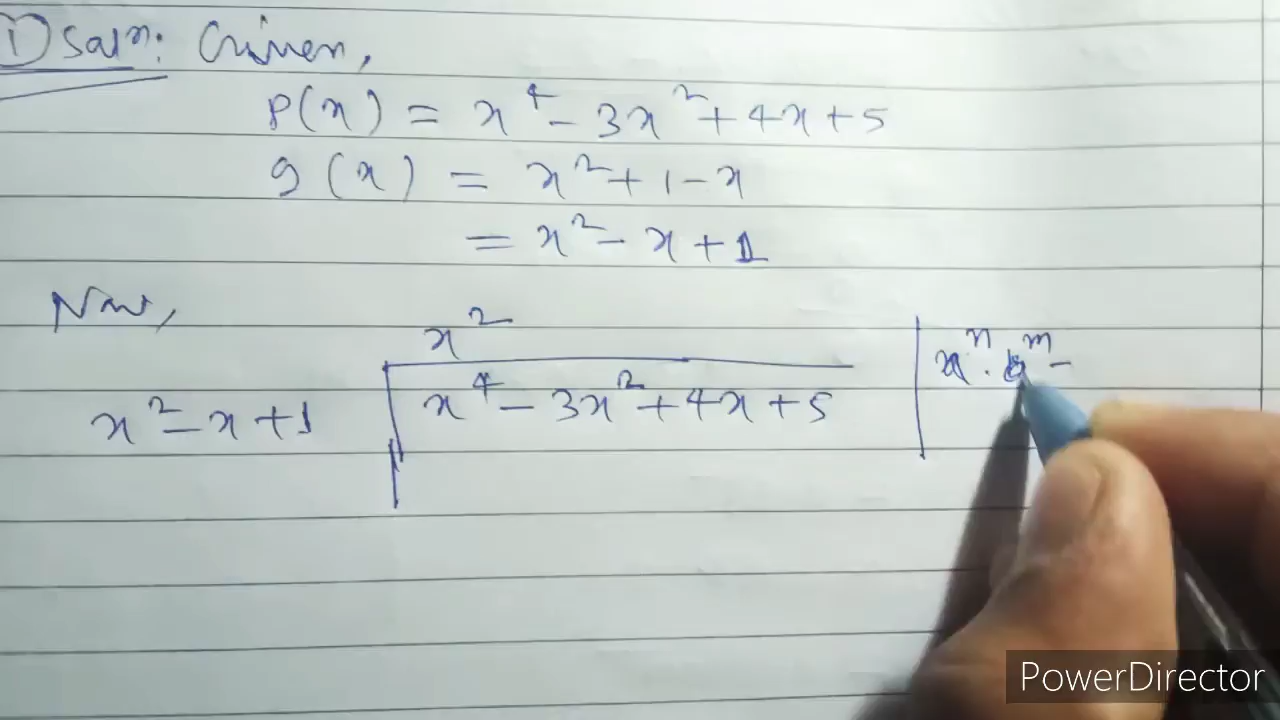 i) Soln: Given,
p(x) = x⁴ - 3x² + 4x + 5
g(x) = x² + 1 - x
= x² - x + 1
Now,
x²
x² - x + 1 x⁴ - 3x² + 4x + 5
xⁿ . ᵐ -
PowerDirector